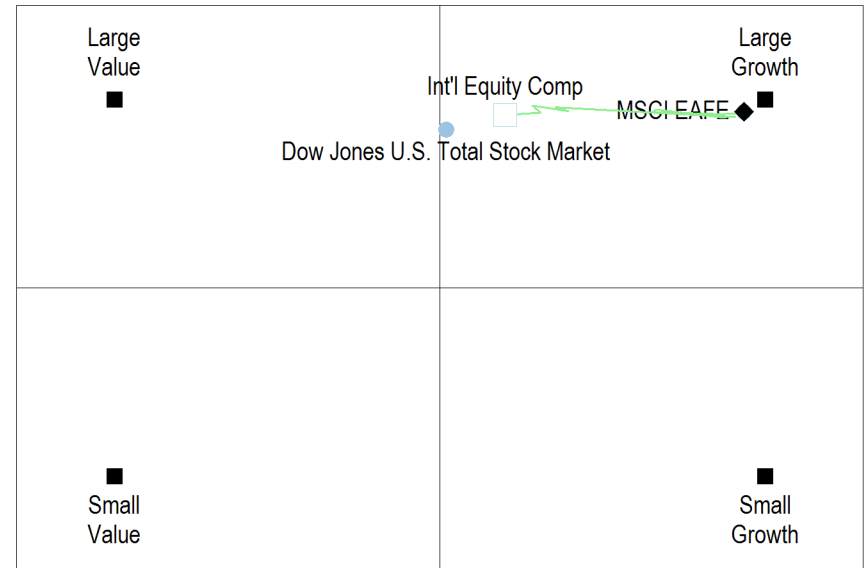 Large
Value
Large
Growth
Int'l Equity Comp
MSCI EAFE
Dow Jones U.S. Total Stock Market
Small
Value
Small
Growth